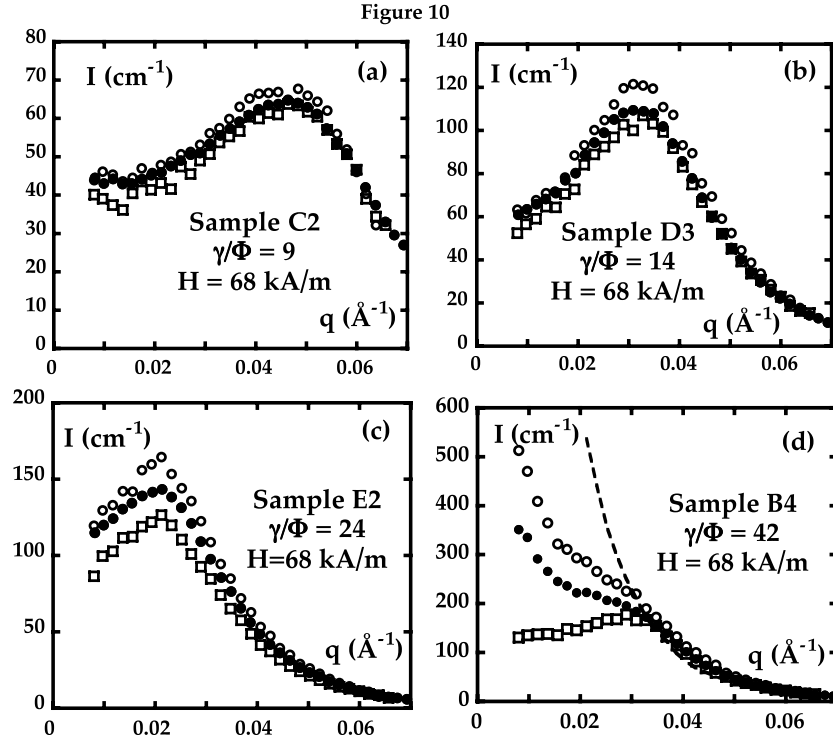 Figure 10
80
70
60
50
40
30
20
10
0
I (cm⁻¹)
(a)
Sample C2
γ/Φ = 9
H = 68 kA/m
q (Å⁻¹)
0 0.02 0.04 0.06
140
120
100
80
60
40
20
0
I (cm⁻¹)
(b)
Sample D3
γ/Φ = 14
H = 68 kA/m
q (Å⁻¹)
0 0.02 0.04 0.06
200
150
100
50
0
I (cm⁻¹)
(c)
Sample E2
γ/Φ = 24
H=68 kA/m
q (Å⁻¹)
0 0.02 0.04 0.06
600
500
400
300
200
100
0
I (cm⁻¹)
(d)
Sample B4
γ/Φ = 42
H = 68 kA/m
q (Å⁻¹)
0 0.02 0.04 0.06